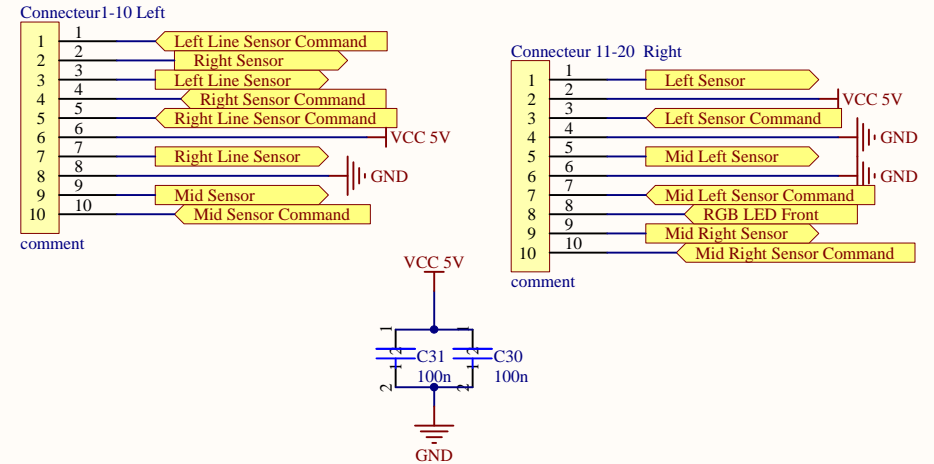 Connecteur1-10 Left
1 1 Left Line Sensor Command
2 2 Right Sensor
3 3 Left Line Sensor
4 4 Right Sensor Command
5 5 Right Line Sensor Command
6 6 VCC 5V
7 7 Right Line Sensor
8 8 GND
9 9 Mid Sensor
10 10 Mid Sensor Command
comment
Connecteur 11-20 Right
1 1 Left Sensor
2 2 VCC 5V
3 3 Left Sensor Command
4 4 GND
5 5 Mid Left Sensor
6 6 GND
7 7 Mid Left Sensor Command
8 8 RGB LED Front
9 9 Mid Right Sensor
10 10 Mid Right Sensor Command
comment
VCC 5V
1 1
2 C31 2 C30
1 100n 1 100n
2 2
GND